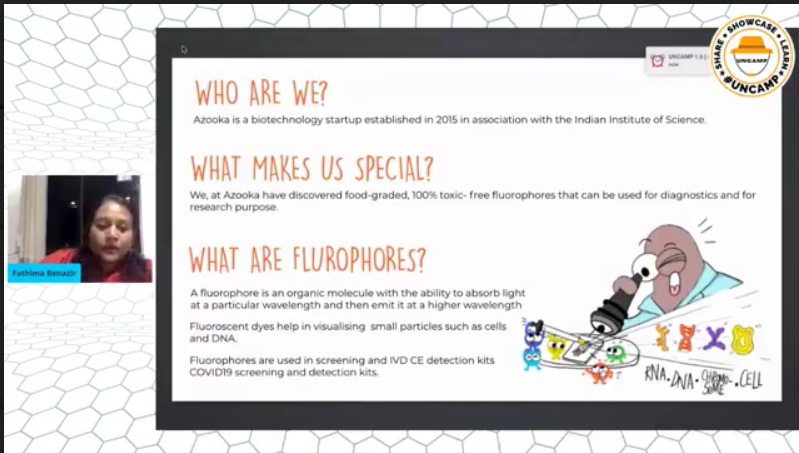 UNCAMP 1.0 (
now
SHARE • SHOWCASE • LEARN
UNCAMP
#UNCAMP
WHO ARE WE?
Azooka is a biotechnology startup established in 2015 in association with the Indian Institute of Science.
WHAT MAKES US SPECIAL?
We, at Azooka have discovered food-graded, 100% toxic- free fluorophores that can be used for diagnostics and for
research purpose.
Fathima Benazir
WHAT ARE FLUROPHORES?
A fluorophore is an organic molecule with the ability to absorb light
at a particular wavelength and then emit it at a higher wavelength
Fluoroscent dyes help in visualising small particles such as cells
and DNA.
Fluorophores are used in screening and IVD CE detection kits
COVID19 screening and detection kits.
RNA • DNA • CHROMO- • CELL
SOME